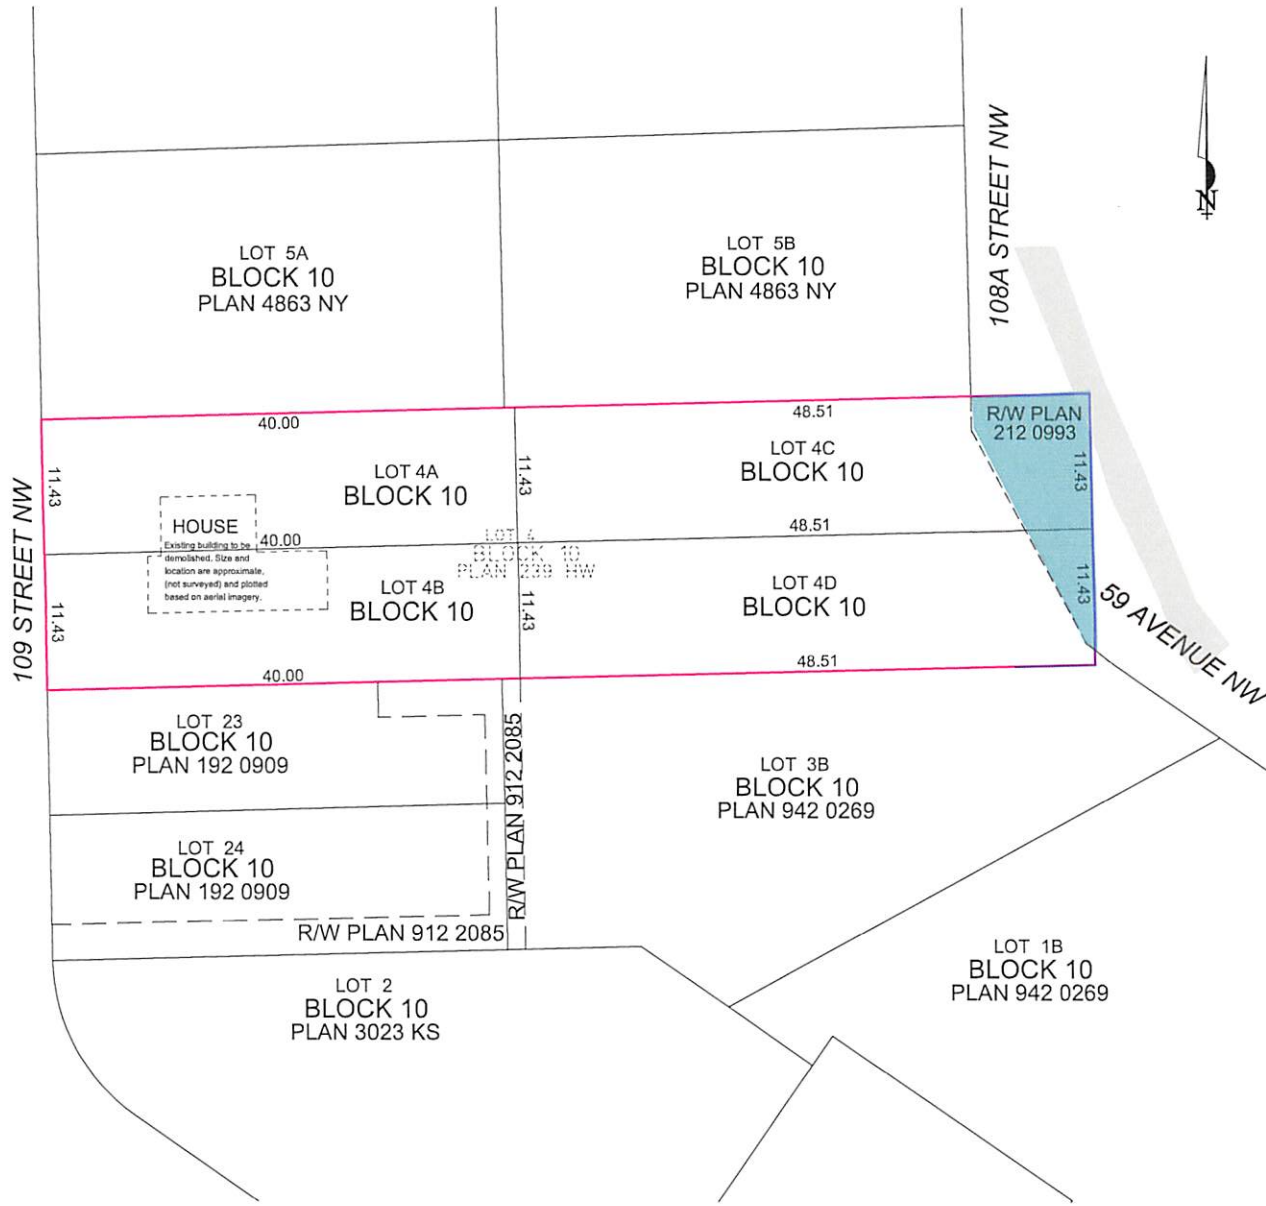 108A STREET NW
N
LOT 5A
BLOCK 10
PLAN 4863 NY
LOT 5B
BLOCK 10
PLAN 4863 NY
40.00
48.51
R/W PLAN
212 0993
109 STREET NW
11.43
LOT 4A
BLOCK 10
11.43
LOT 4C
BLOCK 10
11.43
HOUSE
Existing building to be
demolished. Size and
location are approximate,
(not surveyed) and plotted
based on aerial imagery.
40.00
LOT 4
BLOCK 10
PLAN 239 HW
48.51
11.43
LOT 4B
BLOCK 10
11.43
LOT 4D
BLOCK 10
11.43
59 AVENUE NW
40.00
48.51
LOT 23
BLOCK 10
PLAN 192 0909
R/W PLAN 912 2085
LOT 3B
BLOCK 10
PLAN 942 0269
LOT 24
BLOCK 10
PLAN 192 0909
R/W PLAN 912 2085
LOT 2
BLOCK 10
PLAN 3023 KS
LOT 1B
BLOCK 10
PLAN 942 0269